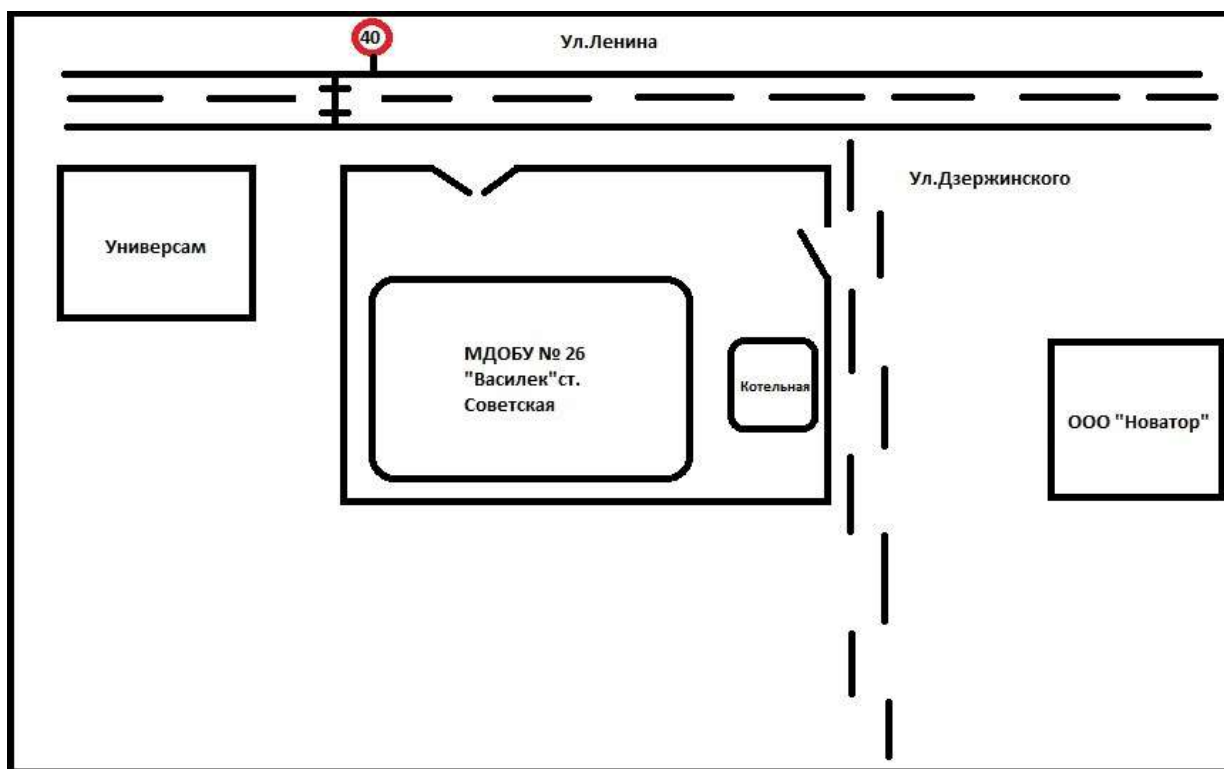 40
Ул.Ленина
Ул.Дзержинского
Универсам
МДОБУ № 26
"Василек"ст.
Советская
Котельная
ООО "Новатор"